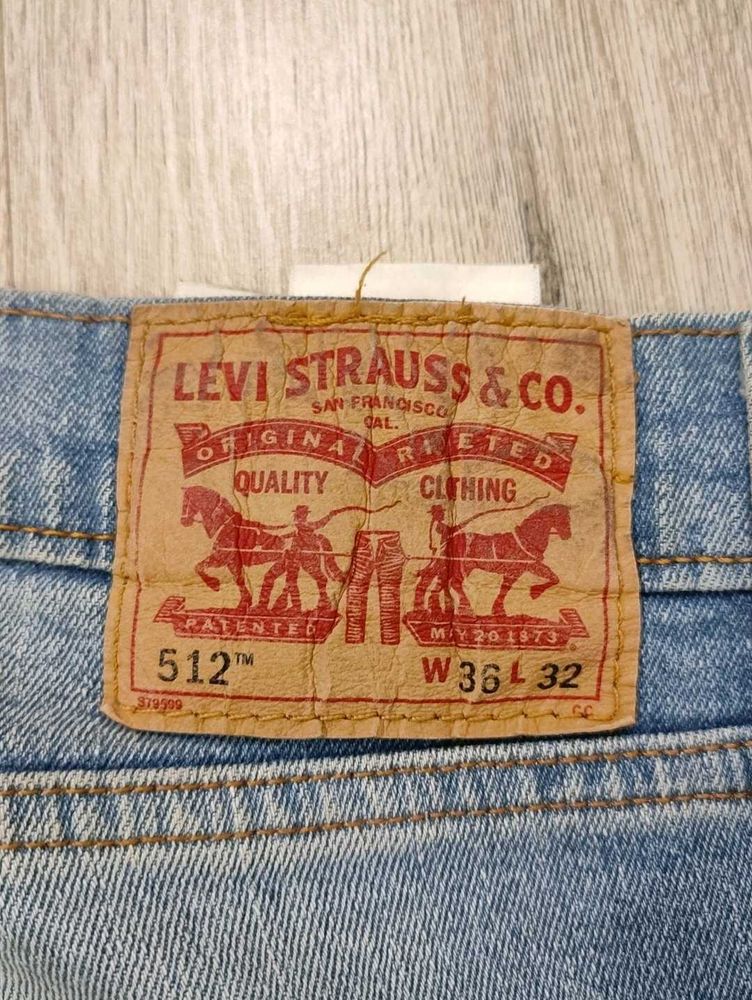 LEVI STRAUSS & CO.
SAN FRANCISCO
CAL.
ORIGINAL RIVETED
QUALITY CLOTHING
PATENTED MAY 20 1873
512™ W 36 L 32